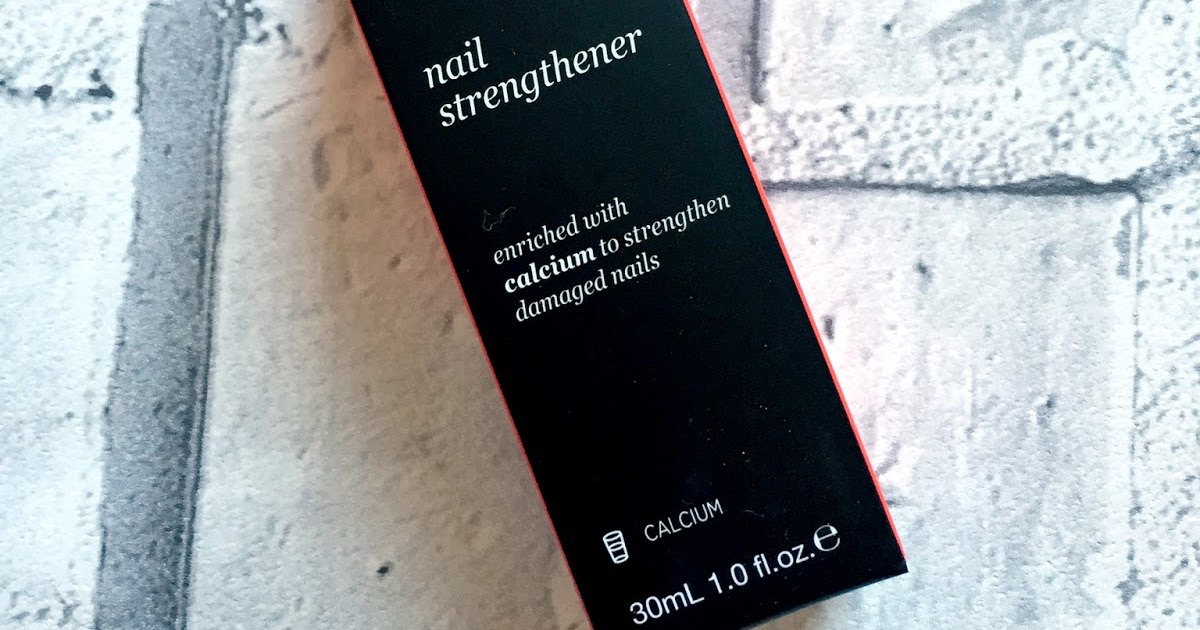 nail
strengthener
enriched with
calcium to strengthen
damaged nails
CALCIUM
30mL 1.0 fl.oz.℮